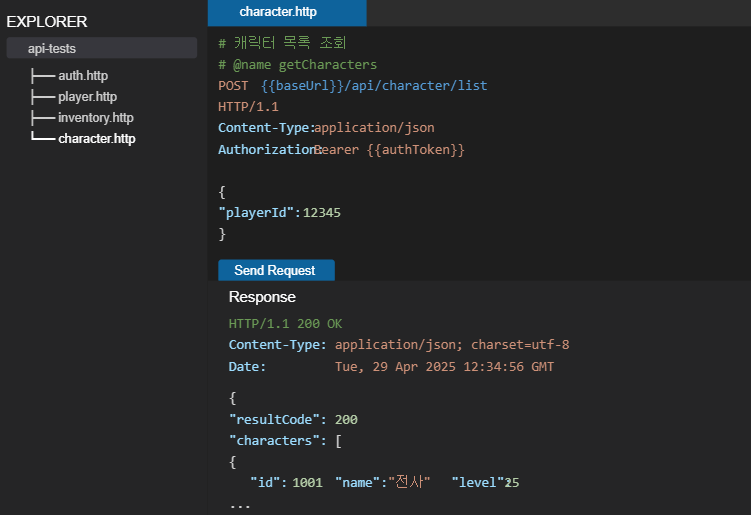 EXPLORER
api-tests
auth.http
player.http
inventory.http
character.http
character.http
# 캐릭터 목록 조회
# @name getCharacters
POST {{baseUrl}}/api/character/list
HTTP/1.1
Content-Type:application/json
Authorization:Bearer {{authToken}}
{
"playerId":12345
}
Send Request
Response
HTTP/1.1 200 OK
Content-Type: application/json; charset=utf-8
Date: Tue, 29 Apr 2025 12:34:56 GMT
{
"resultCode": 200
"characters": [
{
"id": 1001 "name":"전사" "level":25
...